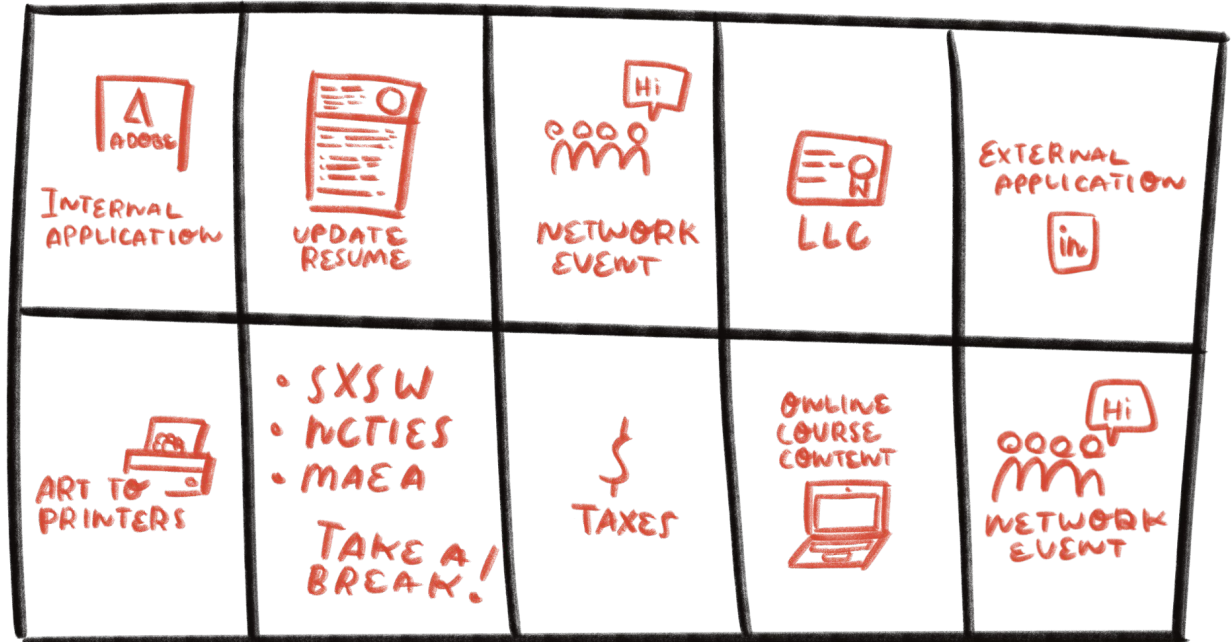 ADOBE
INTERNAL
APPLICATION
UPDATE
RESUME
Hi
NETWORK
EVENT
LLC
EXTERNAL
APPLICATION
in
ART TO
PRINTERS
• SXSW
• NCTIES
• MAEA
TAKE A
BREAK!
$
TAXES
ONLINE
COURSE
CONTENT
Hi
NETWORK
EVENT